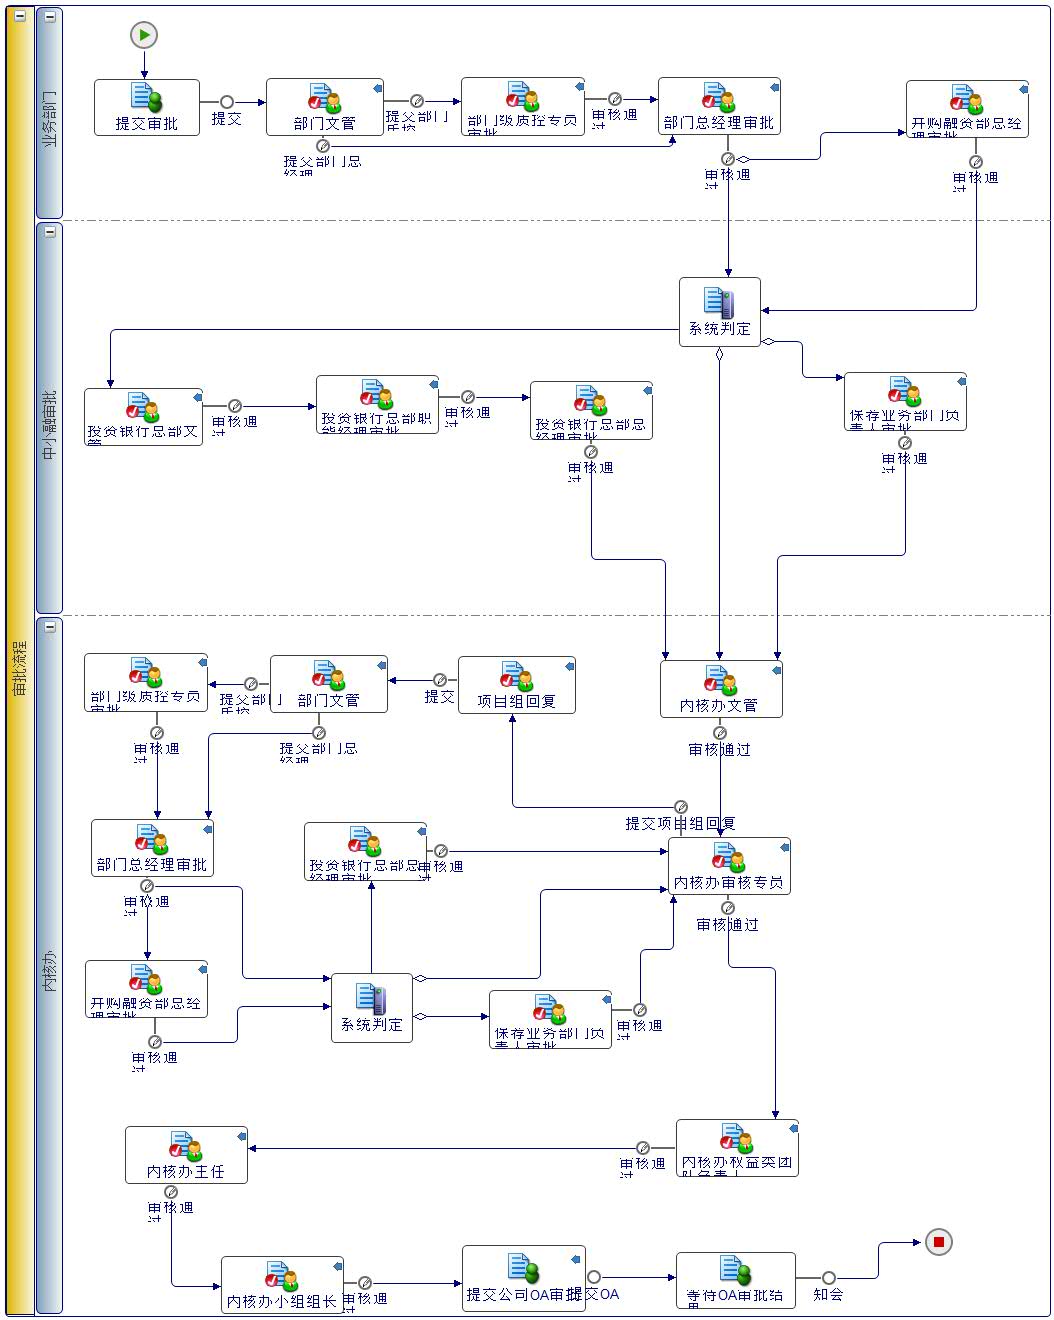 审批流程
业务部门
提交审批
提交
部门文管
提交部门
质控
提交部门总
经理
部门级质控专员
审批
审核通
过
部门总经理审批
审核通
过
并购融资部总经
理审批
审核通
过
中小融审批
系统判定
投资银行总部文
管
审核通
过
投资银行总部职
能经理审批
审核通
过
投资银行总部总
经理审批
审核通
过
保荐业务部门负
责人审批
审核通
过
内核办
部门级质控专员
审批
审核通
过
提交部门
质控
部门文管
提交部门总
经理
提交
项目组回复
内核办文管
审核通过
提交项目组回复
部门总经理审批
审核通
过
投资银行总部总
经理审批
审核通
过
内核办审核专员
审核通过
并购融资部总经
理审批
审核通
过
系统判定
保荐业务部门负
责人审批
审核通
过
内核办主任
审核通
过
审核通
过
内核办权益类团
队负责人
内核办小组组长
审核通
过
提交公司OA审批
提交OA
等待OA审批结
果
知会